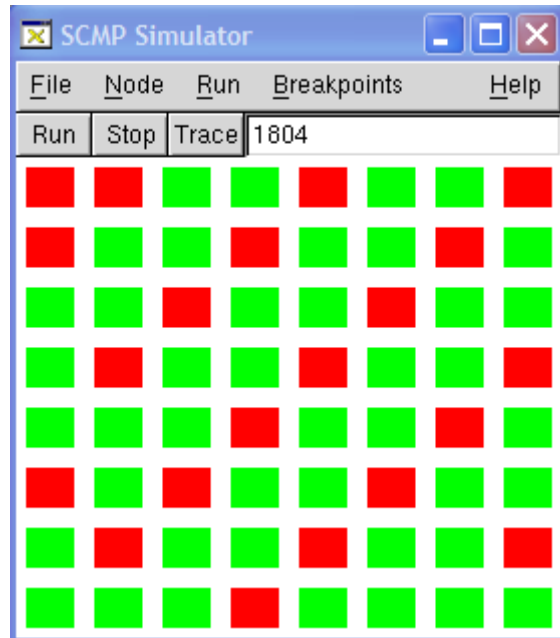 SCMP Simulator
File Node Run Breakpoints Help
Run Stop Trace 1804